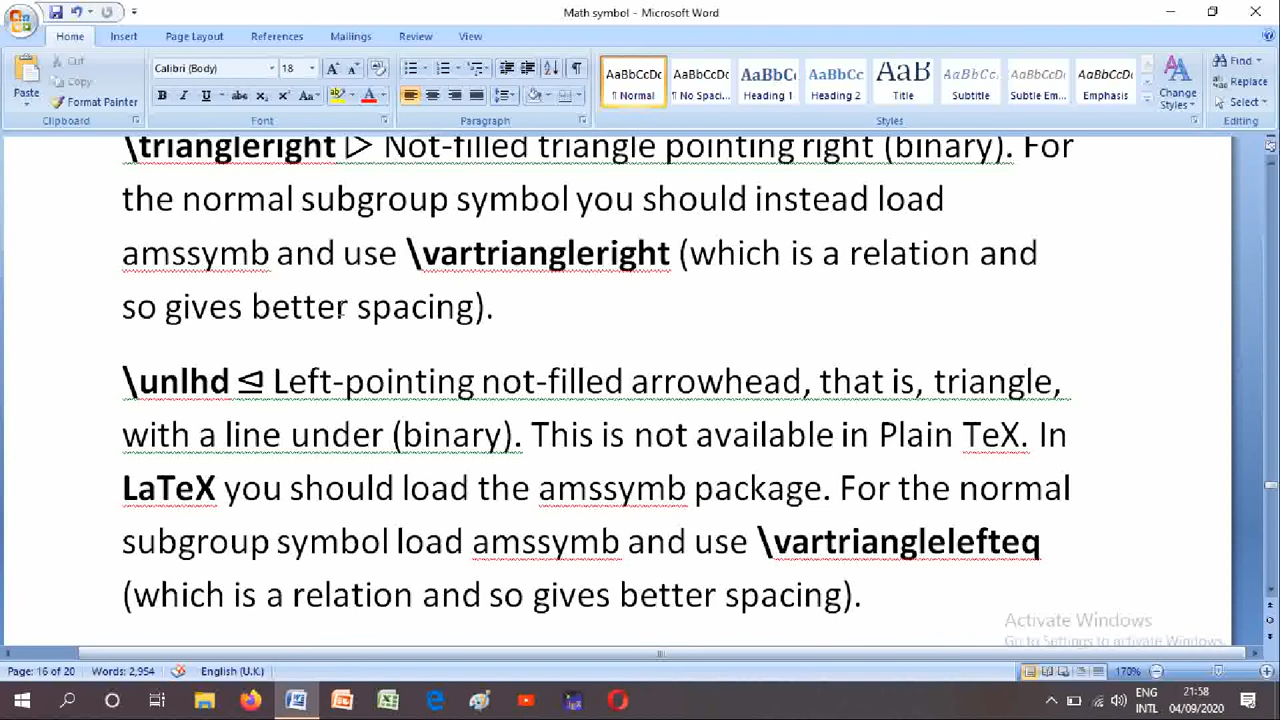 Math symbol - Microsoft Word
Home Insert Page Layout References Mailings Review View
Paste Cut Copy Format Painter
Calibri (Body) 18
B I U abc X₂ X² Aa
AaBbCcDc AaBbCcDc AaBbC AaBbCc AaB AaBbCcI AaBbCcDc AaBbCcDc
¶ Normal ¶ No Spaci... Heading 1 Heading 2 Title Subtitle Subtle Em... Emphasis
Change Styles
Find Replace Select
Clipboard Font Paragraph Styles Editing
\triangleright ▷ Not-filled triangle pointing right (binary). For
the normal subgroup symbol you should instead load
amssymb and use \vartriangleright (which is a relation and
so gives better spacing).
\unlhd ⊴ Left-pointing not-filled arrowhead, that is, triangle,
with a line under (binary). This is not available in Plain TeX. In
LaTeX you should load the amssymb package. For the normal
subgroup symbol load amssymb and use \vartrianglelefteq
(which is a relation and so gives better spacing).
Activate Windows
Go to Settings to activate Windows.
Page: 16 of 20 Words: 2,954 English (U.K.) 170%
ENG 21:58
INTL 04/09/2020